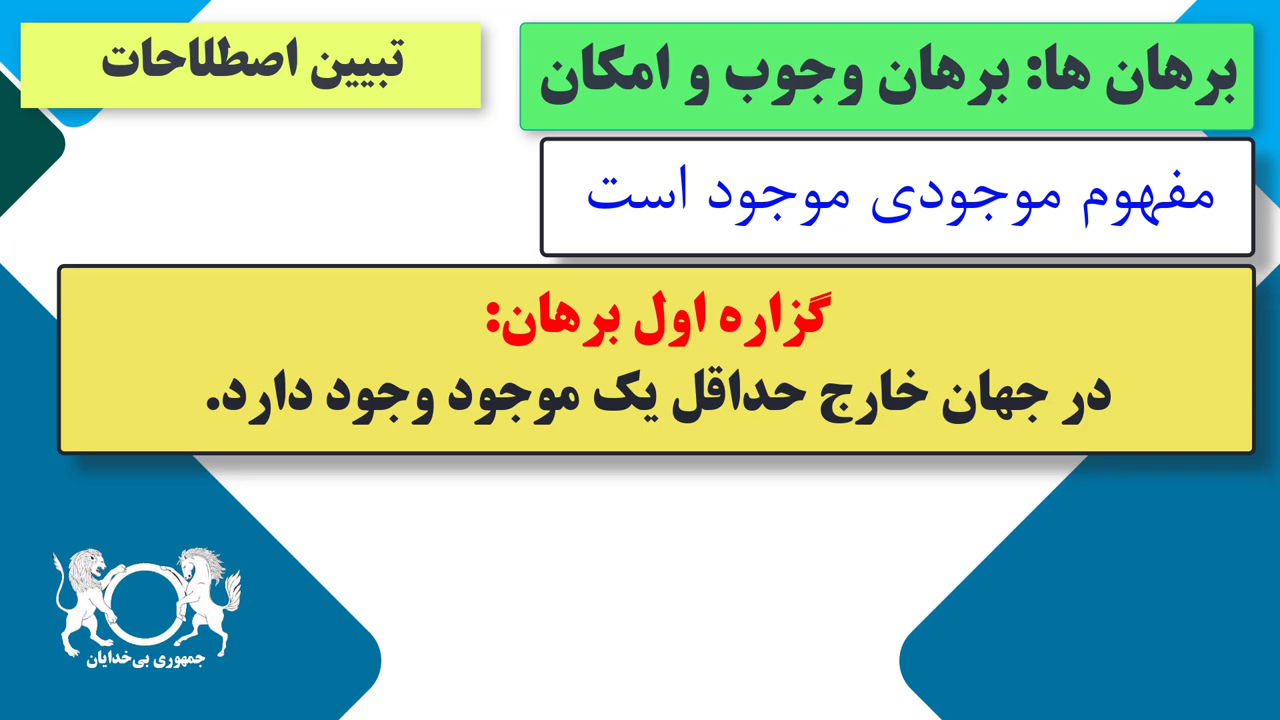 برهان ها: برهان وجوب و امکان
تبیین اصطلاحات
مفهوم موجودی موجود است
گزاره اول برهان:
در جهان خارج حداقل یک موجود وجود دارد.
جمهوری بی‌خدایان